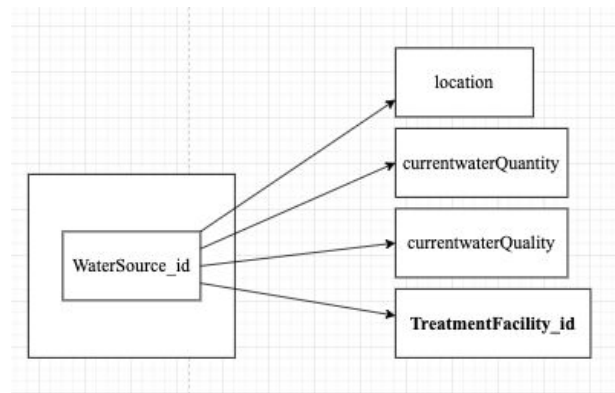 location
currentwaterQuantity
currentwaterQuality
WaterSource_id
TreatmentFacility_id